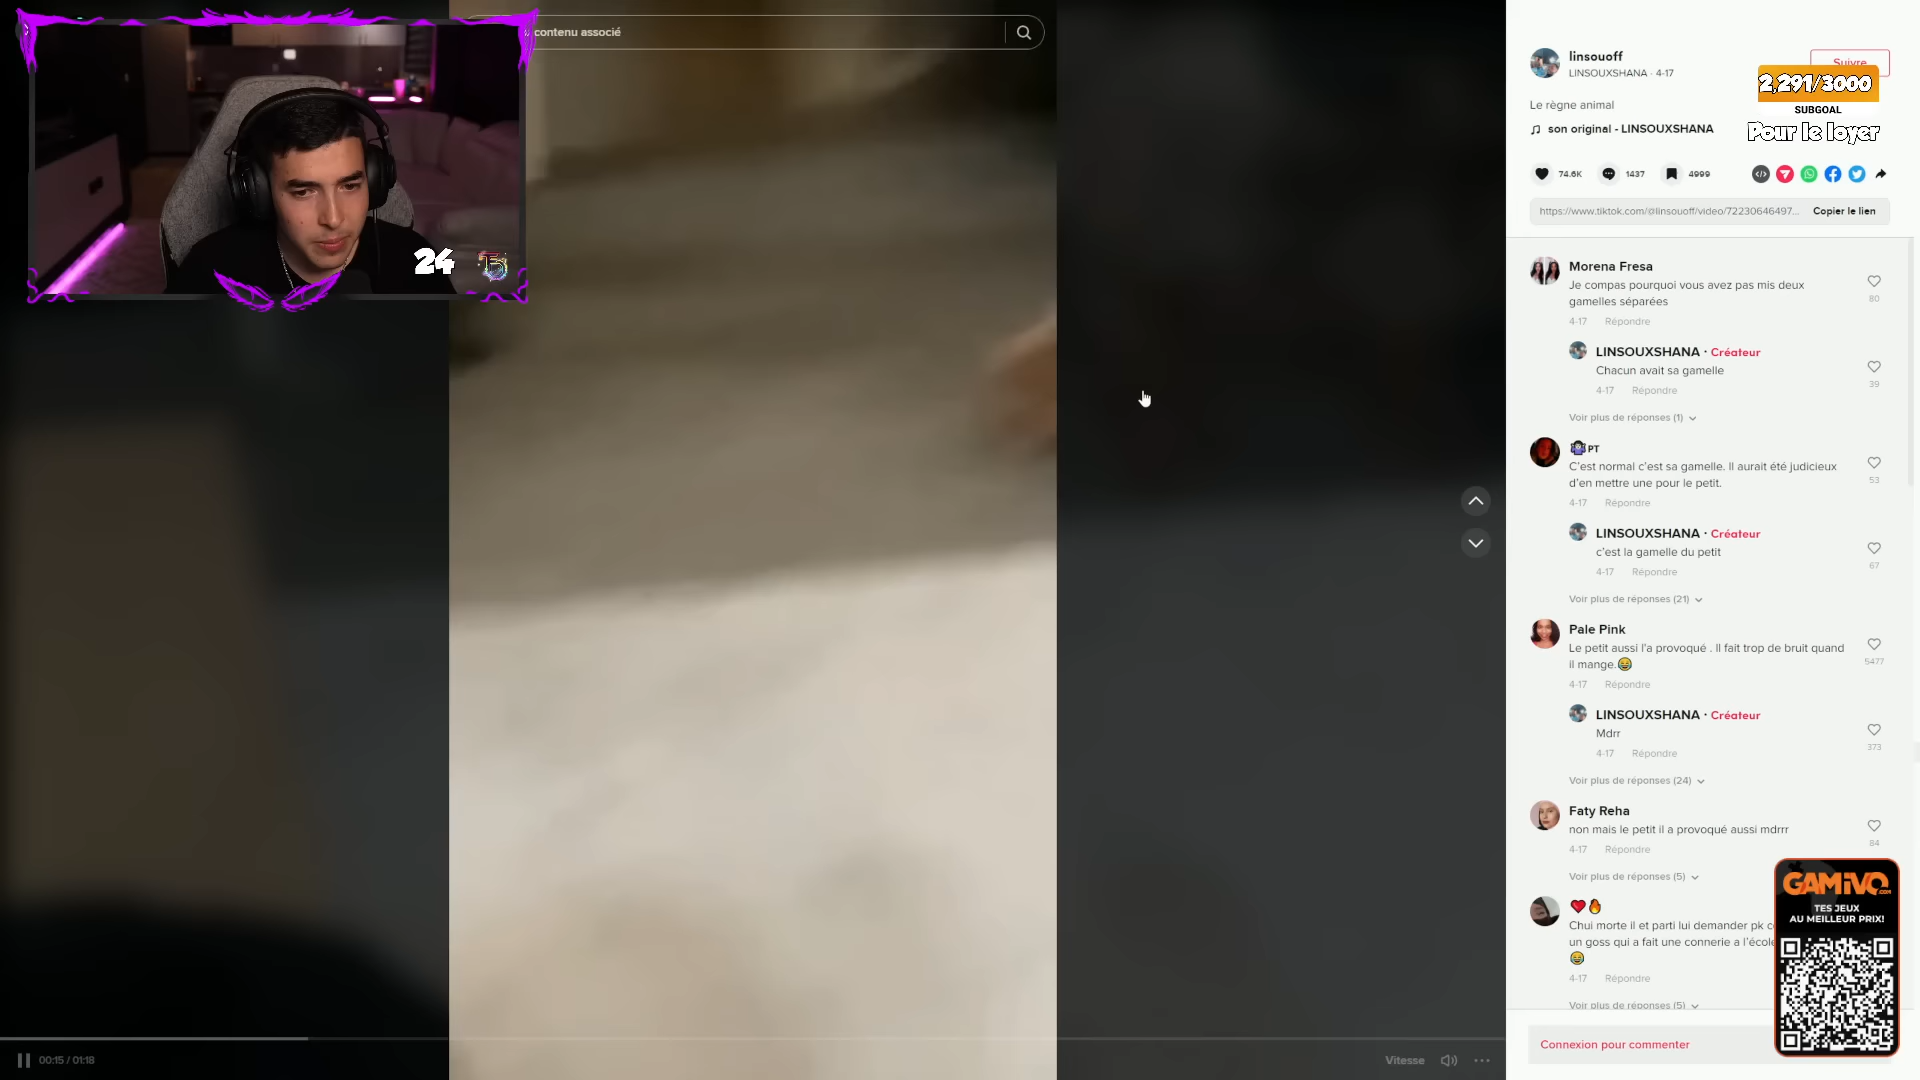 contenu associé
24
linsouoff
LINSOUXSHANA · 4-17
Suivre
2,291/3000
SUBGOAL
Pour le loyer
Le règne animal
son original - LINSOUXSHANA
74.6K
1437
4999
https://www.tiktok.com/@linsouoff/video/72230646497...
Copier le lien
Morena Fresa
Je compas pourquoi vous avez pas mis deux
gamelles séparées
80
4-17 Répondre
LINSOUXSHANA · Créateur
Chacun avait sa gamelle
39
4-17 Répondre
Voir plus de réponses (1)
PT
C'est normal c'est sa gamelle. Il aurait été judicieux
d'en mettre une pour le petit.
53
4-17 Répondre
LINSOUXSHANA · Créateur
c'est la gamelle du petit
67
4-17 Répondre
Voir plus de réponses (21)
Pale Pink
Le petit aussi l'a provoqué . Il fait trop de bruit quand
il mange.😂
5477
4-17 Répondre
LINSOUXSHANA · Créateur
Mdrr
373
4-17 Répondre
Voir plus de réponses (24)
Faty Reha
non mais le petit il a provoqué aussi mdrrr
84
4-17 Répondre
Voir plus de réponses (5)
❤️🔥
Chui morte il et parti lui demander pk
un goss qui a fait une connerie a l'école
😂
4-17 Répondre
Voir plus de réponses (5)
GAMIVO.COM
TES JEUX
AU MEILLEUR PRIX!
Connexion pour commenter
00:15 / 01:18
Vitesse